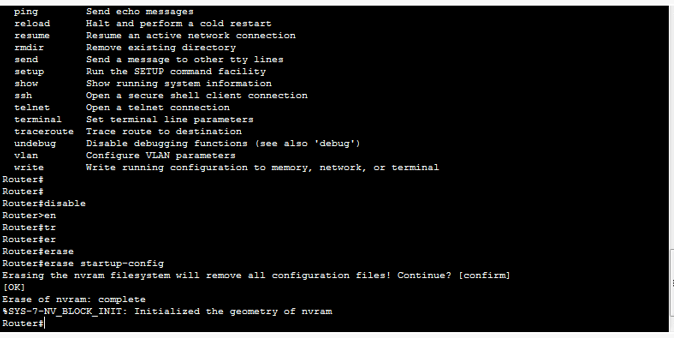 ping        Send echo messages
reload      Halt and perform a cold restart
resume      Resume an active network connection
rmdir       Remove existing directory
send        Send a message to other tty lines
setup       Run the SETUP command facility
show        Show running system information
ssh         Open a secure shell client connection
telnet      Open a telnet connection
terminal    Set terminal line parameters
traceroute  Trace route to destination
undebug     Disable debugging functions (see also 'debug')
vlan        Configure VLAN parameters
write       Write running configuration to memory, network, or terminal
Router#
Router#
Router#disable
Router>en
Router#tr
Router#er
Router#erase
Router#erase startup-config
Erasing the nvram filesystem will remove all configuration files! Continue? [confirm]
[OK]
Erase of nvram: complete
%SYS-7-NV_BLOCK_INIT: Initialized the geometry of nvram
Router#